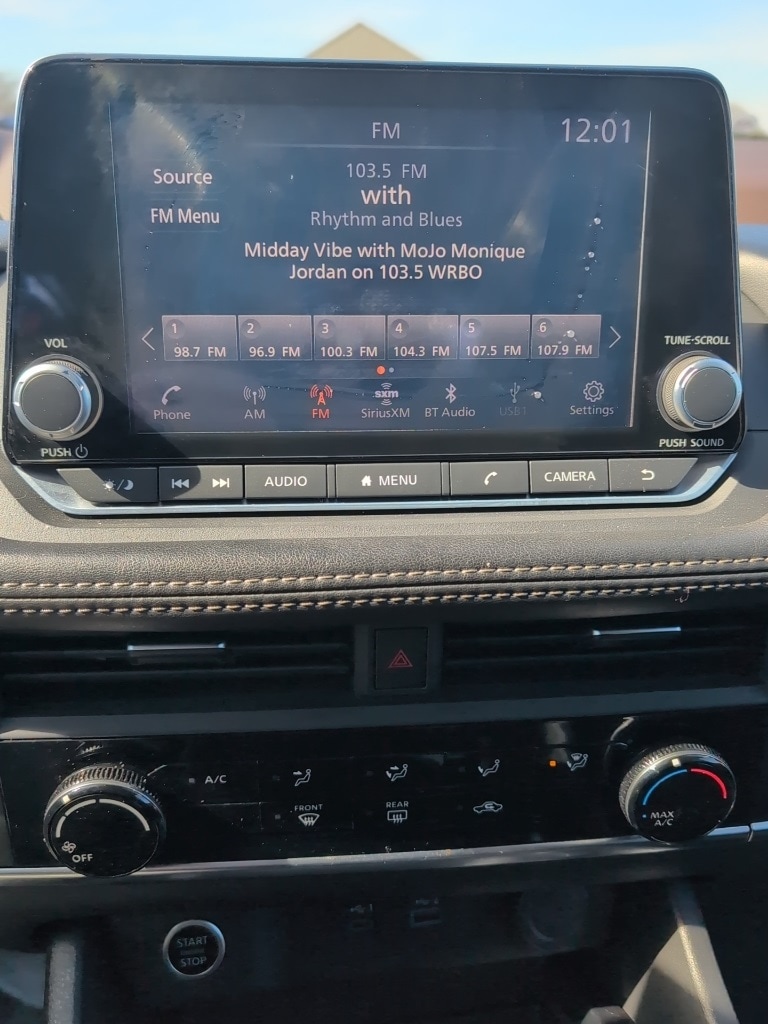 FM
12:01
Source
103.5 FM
with
FM Menu
Rhythm and Blues
Midday Vibe with MoJo Monique
Jordan on 103.5 WRBO
1 2 3 4 5 6
98.7 FM 96.9 FM 100.3 FM 104.3 FM 107.5 FM 107.9 FM
VOL
TUNE·SCROLL
Phone AM FM sxm SiriusXM BT Audio USB1 Settings
PUSH
PUSH SOUND
AUDIO MENU CAMERA
A/C
FRONT REAR
OFF
MAX
A/C
START
STOP